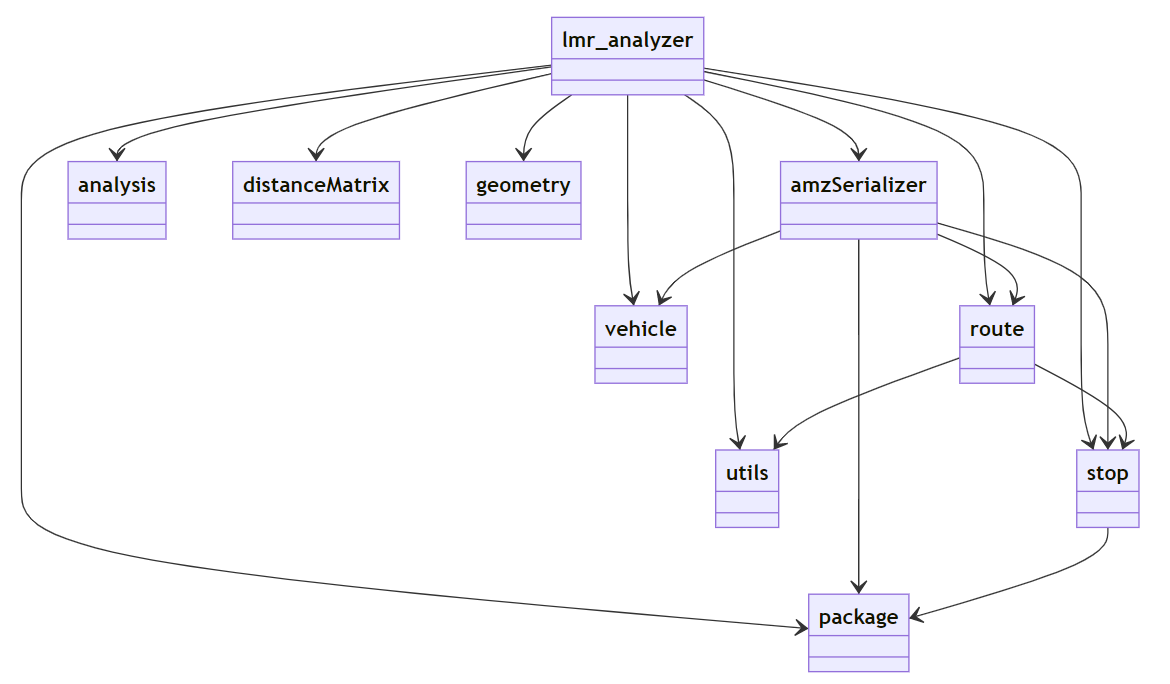 lmr_analyzer
analysis
distanceMatrix
geometry
amzSerializer
vehicle
route
utils
stop
package